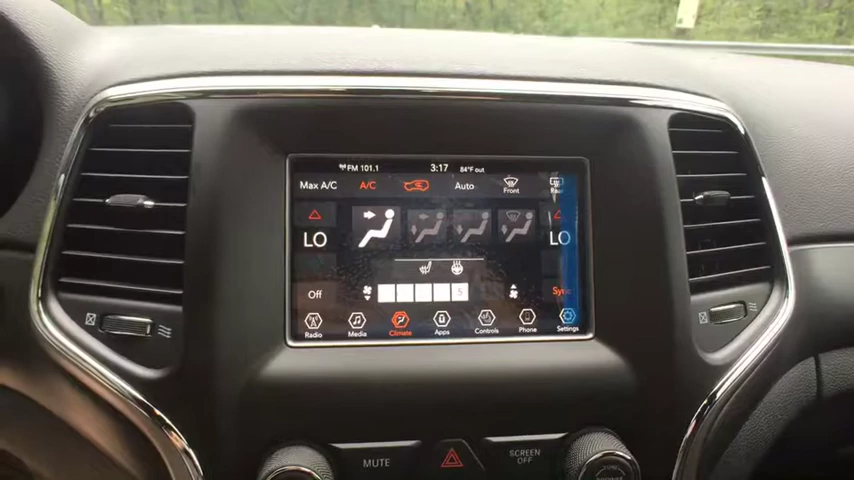 FM 101.1 3:17 84°F out
Max A/C A/C Auto Front Rear
LO LO
Off 5 Sync
Radio Media Climate Apps Controls Phone Settings
MUTE SCREEN OFF